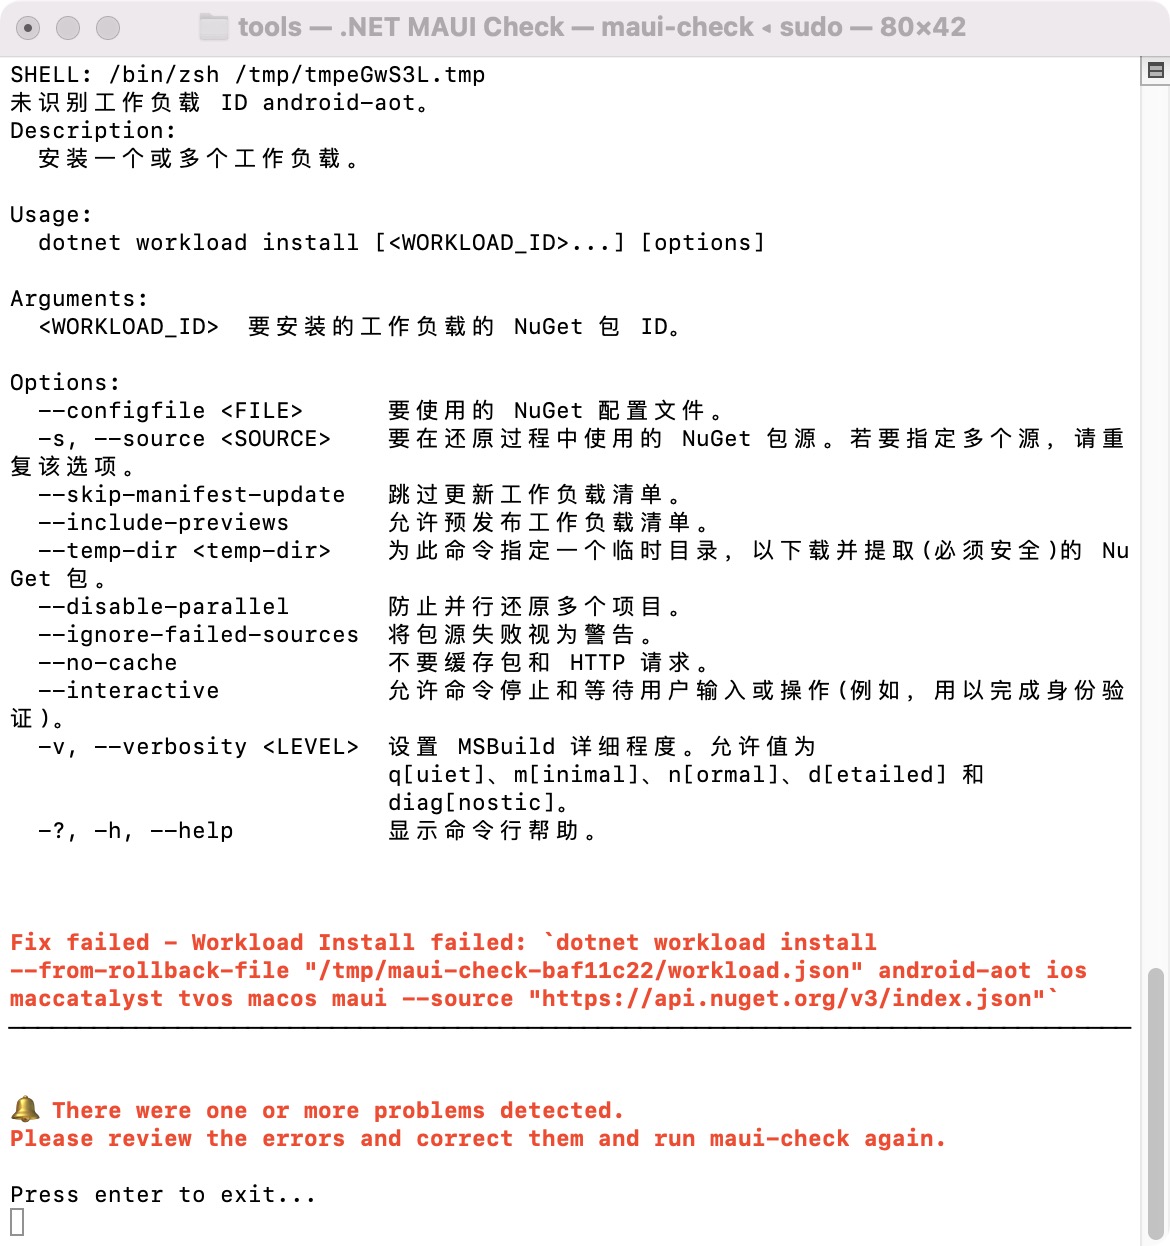 tools — .NET MAUI Check — maui-check ◂ sudo — 80×42
SHELL: /bin/zsh /tmp/tmpeGwS3L.tmp
未识别工作负载 ID android-aot。
Description:
  安装一个或多个工作负载。
Usage:
  dotnet workload install [<WORKLOAD_ID>...] [options]
Arguments:
  <WORKLOAD_ID>  要安装的工作负载的 NuGet 包 ID。
Options:
  --configfile <FILE>      要使用的 NuGet 配置文件。
  -s, --source <SOURCE>    要在还原过程中使用的 NuGet 包源。若要指定多个源，请重
复该选项。
  --skip-manifest-update   跳过更新工作负载清单。
  --include-previews       允许预发布工作负载清单。
  --temp-dir <temp-dir>    为此命令指定一个临时目录，以下载并提取(必须安全)的 Nu
Get 包。
  --disable-parallel       防止并行还原多个项目。
  --ignore-failed-sources  将包源失败视为警告。
  --no-cache               不要缓存包和 HTTP 请求。
  --interactive            允许命令停止和等待用户输入或操作(例如，用以完成身份验
证)。
  -v, --verbosity <LEVEL>  设置 MSBuild 详细程度。允许值为
                           q[uiet]、m[inimal]、n[ormal]、d[etailed] 和
                           diag[nostic]。
  -?, -h, --help           显示命令行帮助。
Fix failed - Workload Install failed: `dotnet workload install
--from-rollback-file "/tmp/maui-check-baf11c22/workload.json" android-aot ios
maccatalyst tvos macos maui --source "https://api.nuget.org/v3/index.json"`
🔔 There were one or more problems detected.
Please review the errors and correct them and run maui-check again.
Press enter to exit...